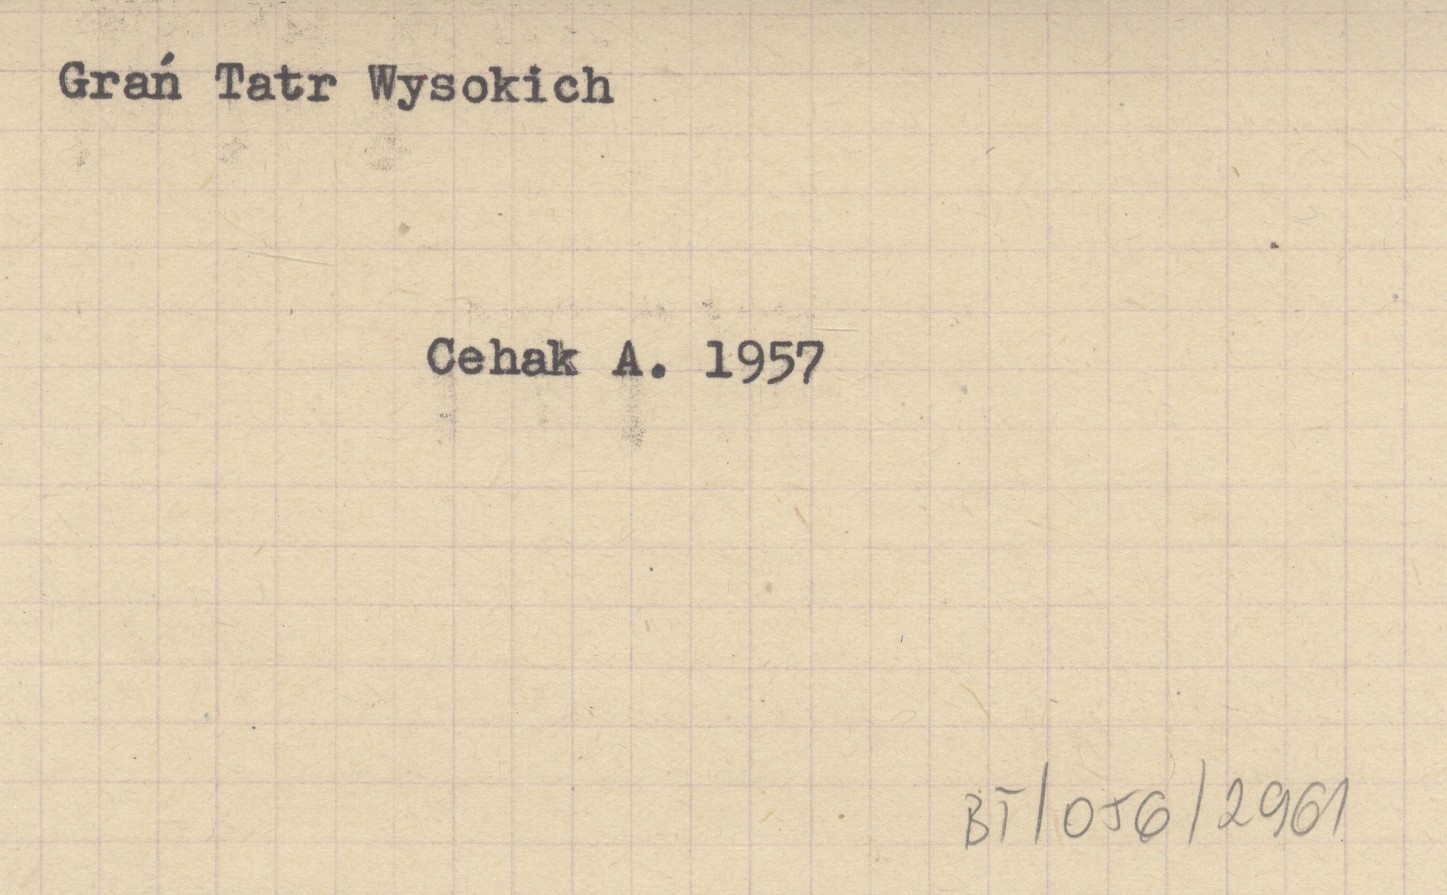 Grań Tatr Wysokich
Cehak A. 1957
BT/056/2961